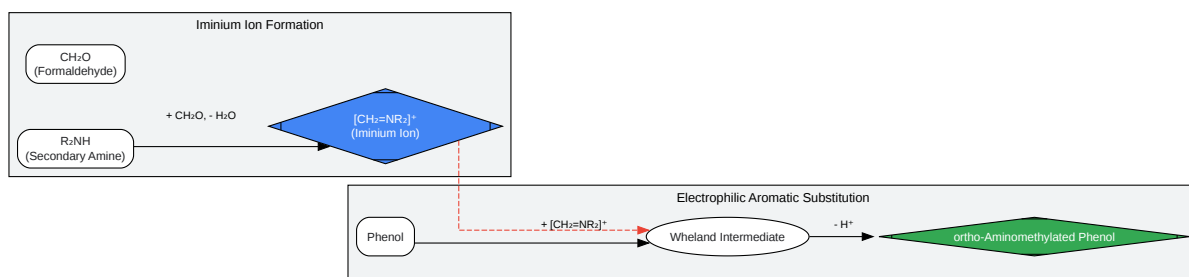 Iminium Ion Formation
CH₂O
(Formaldehyde)
+ CH₂O, - H₂O
[CH₂=NR₂]⁺
(Iminium Ion)
R₂NH
(Secondary Amine)
Electrophilic Aromatic Substitution
Phenol
+ [CH₂=NR₂]⁺
Wheland Intermediate
- H⁺
ortho-Aminomethylated Phenol